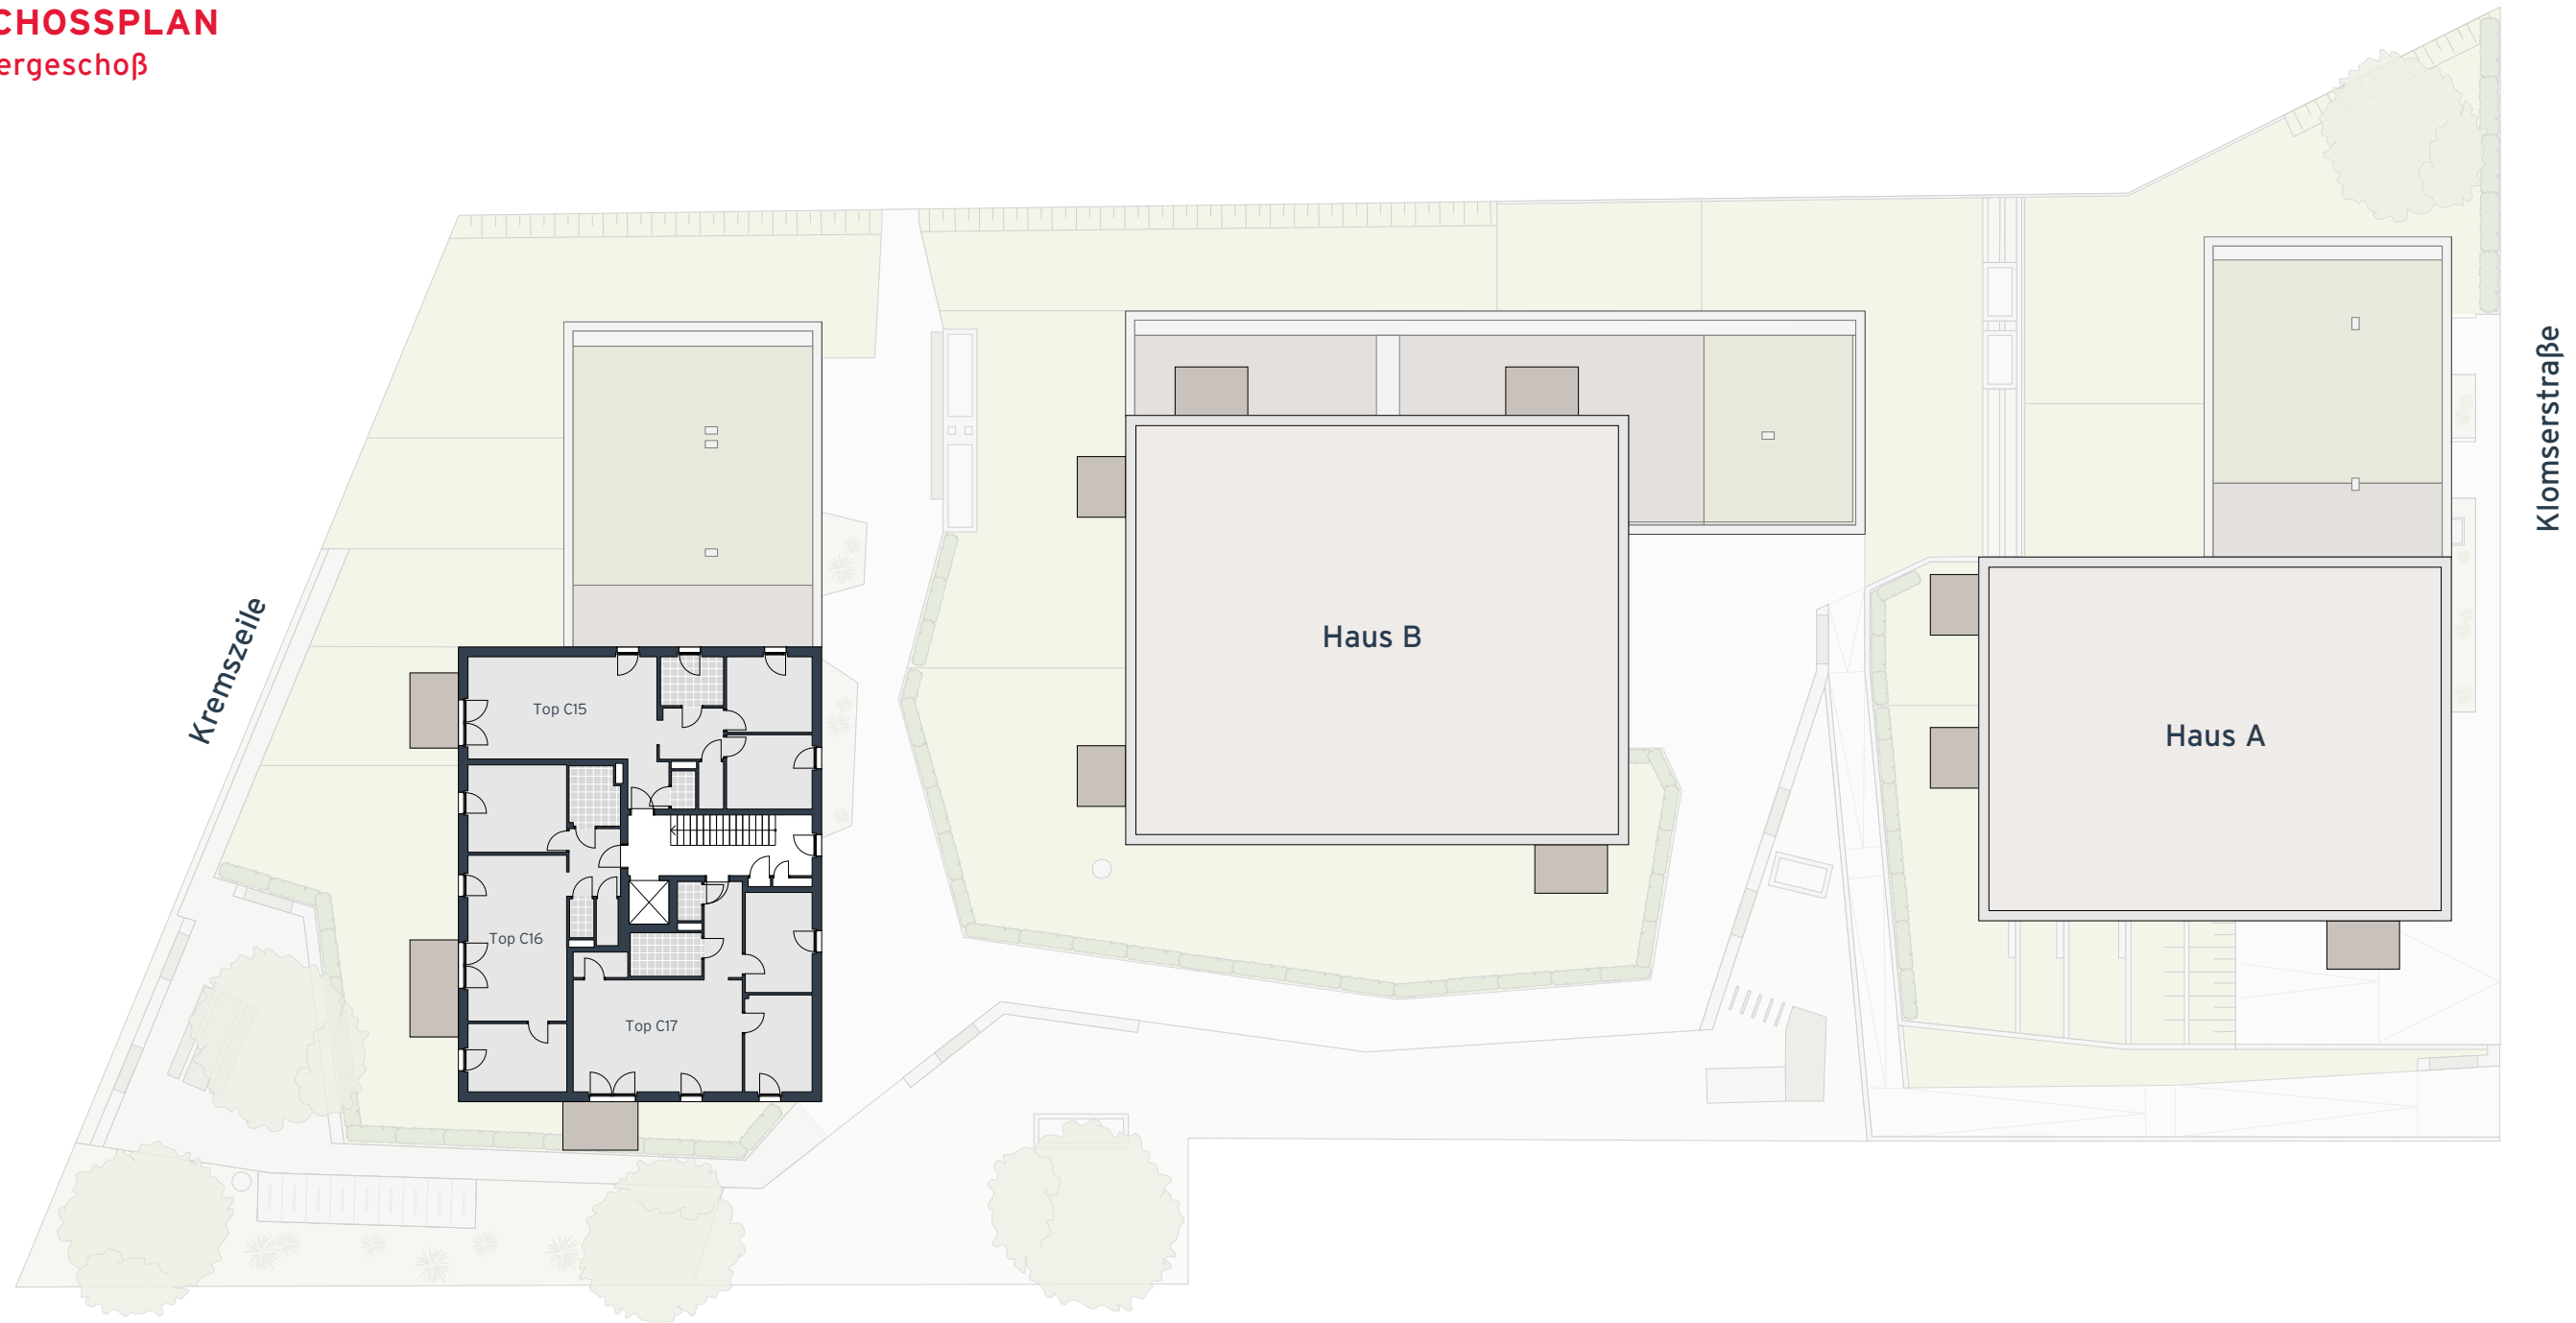 CHOSSPLAN
ergeschoß
Klomserstraße
Kremszeile
Haus B
Haus A
Top C15
Top C16
Top C17